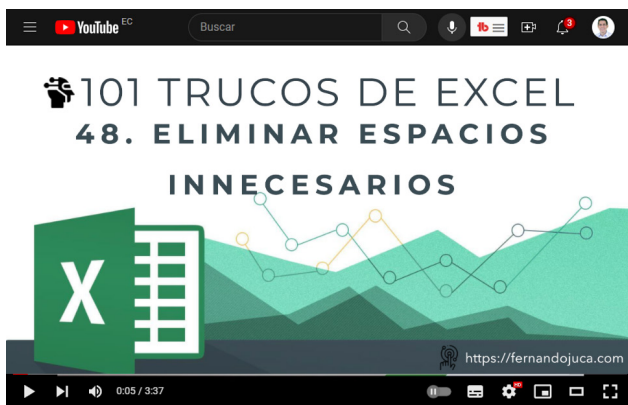 YouTube EC
Buscar
3
101 TRUCOS DE EXCEL
48. ELIMINAR ESPACIOS
INNECESARIOS
X
https://fernandojuca.com
0:05 / 3:37
HD